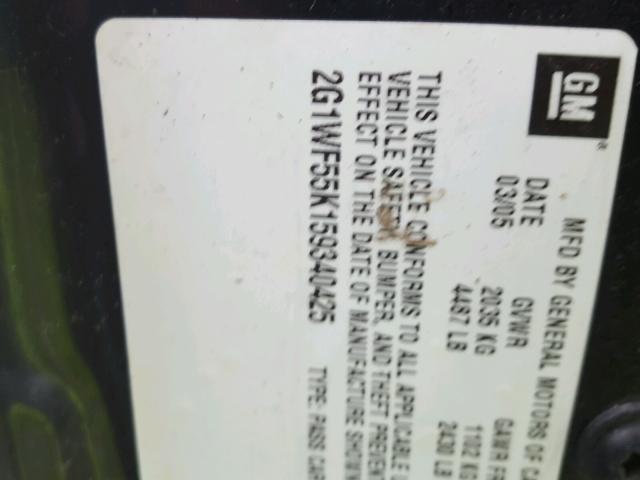 GM
MFD BY GENERAL MOTORS OF CA
DATE GVWR GAWR FR
03/05 2035 KG 1102 KG
4487 LB 2430 LB
THIS VEHICLE CONFORMS TO ALL APPLICABLE U
VEHICLE SAFETY, BUMPER, AND THEFT PREVEN
EFFECT ON THE DATE OF MANUFACTURE SHOWN
2G1WF55K159340425 TYPE: PASS CAR